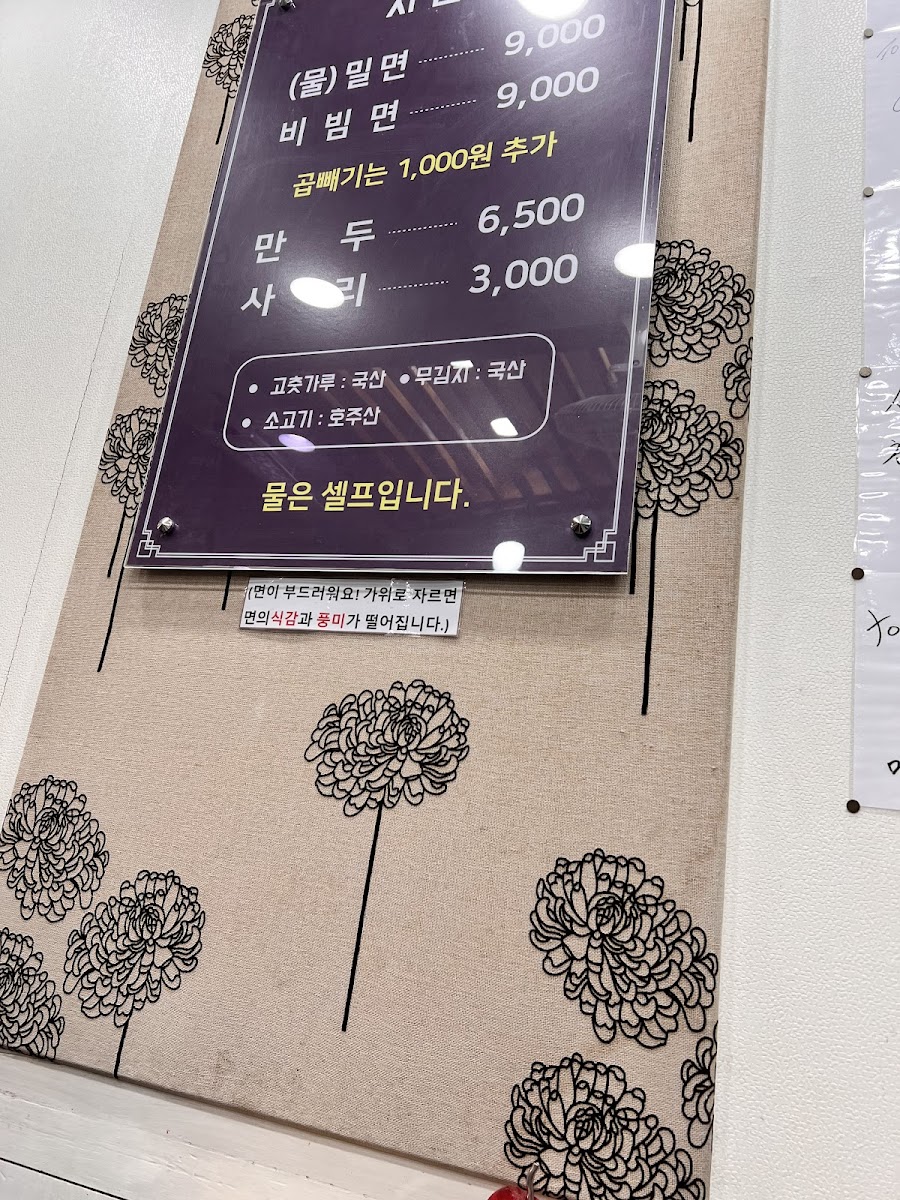 (물) 밀 면 ............ 9,000
비 빔 면 ............ 9,000
곱빼기는 1,000원 추가
만 두 ............ 6,500
사 리 ............ 3,000
• 고춧가루 : 국산 • 무김치 : 국산
• 소고기 : 호주산
물은 셀프입니다.
(면이 부드러워요! 가위로 자르면
면의식감과 풍미가 떨어집니다.)